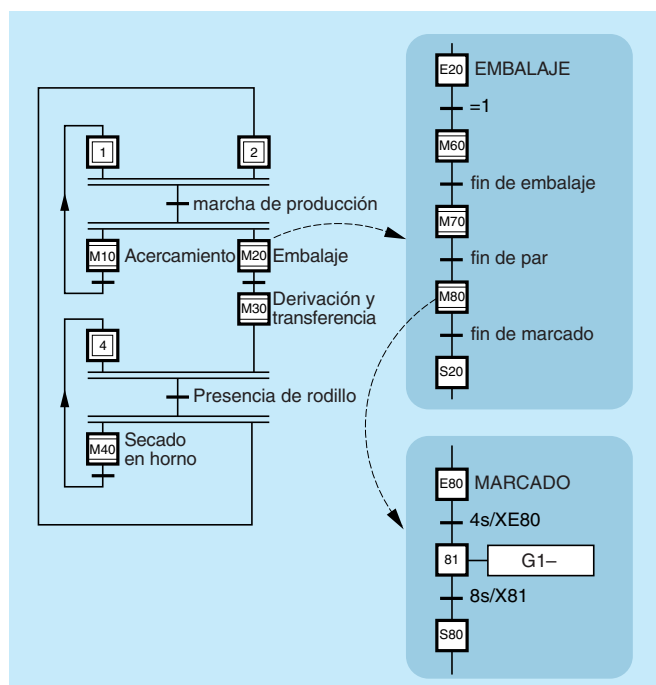 1
2
marcha de producción
M10
Acercamiento
M20
Embalaje
M30
Derivación y
transferencia
4
Presencia de rodillo
M40
Secado
en horno
E20
EMBALAJE
=1
M60
fin de embalaje
M70
fin de par
M80
fin de marcado
S20
E80
MARCADO
4s/XE80
81
G1–
8s/X81
S80